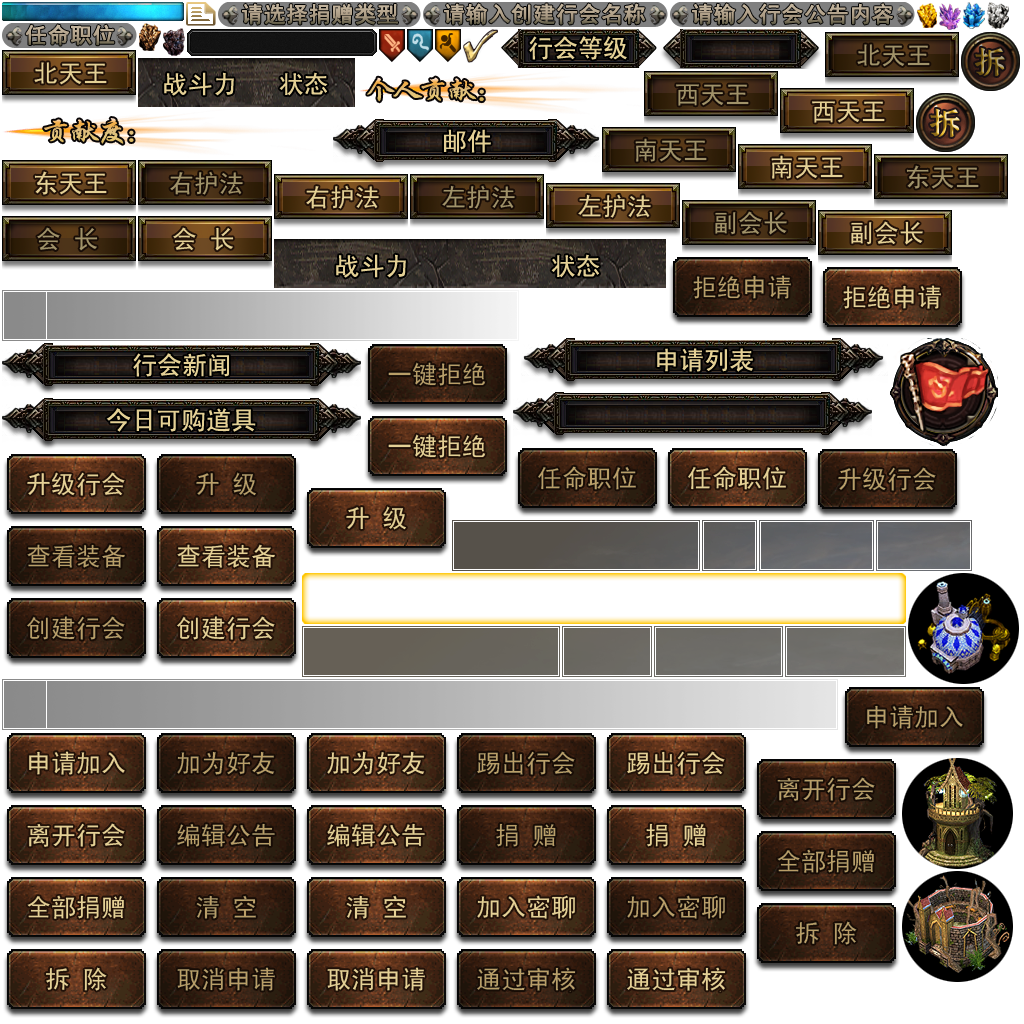 请选择捐赠类型
请输入创建行会名称
请输入行会公告内容
任命职位
行会等级
北天王
拆
北天王
战斗力 状态
个人贡献:
西天王
西天王
拆
贡献度:
邮件
南天王
南天王
东天王
东天王
右护法
右护法
左护法
左护法
副会长
副会长
会 长
会 长
战斗力 状态
拒绝申请
拒绝申请
行会新闻
一键拒绝
申请列表
今日可购道具
一键拒绝
升级行会
升 级
升 级
任命职位
任命职位
升级行会
查看装备
查看装备
创建行会
创建行会
申请加入
申请加入
加为好友
加为好友
踢出行会
踢出行会
离开行会
离开行会
编辑公告
编辑公告
捐 赠
捐 赠
全部捐赠
全部捐赠
清 空
清 空
加入密聊
加入密聊
拆 除
拆 除
取消申请
取消申请
通过审核
通过审核